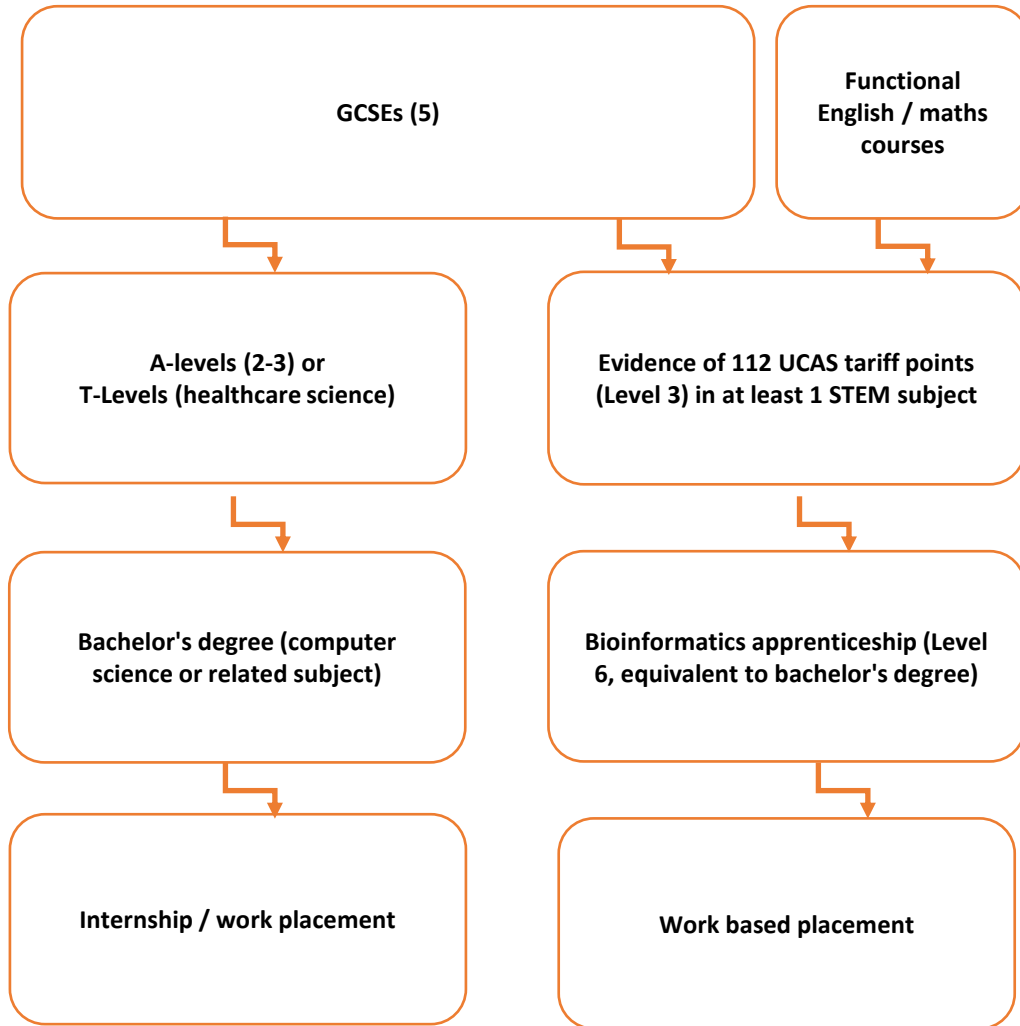 GCSEs (5)
Functional
English / maths
courses
A-levels (2-3) or
T-Levels (healthcare science)
Evidence of 112 UCAS tariff points
(Level 3) in at least 1 STEM subject
Bachelor's degree (computer
science or related subject)
Bioinformatics apprenticeship (Level
6, equivalent to bachelor's degree)
Internship / work placement
Work based placement